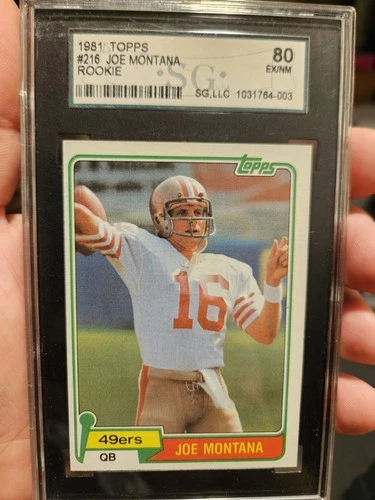 1981 TOPPS
#216 JOE MONTANA
ROOKIE
80
EX/NM
SG
SG,LLC 1031764-003
Topps
16
49ers
QB
JOE MONTANA